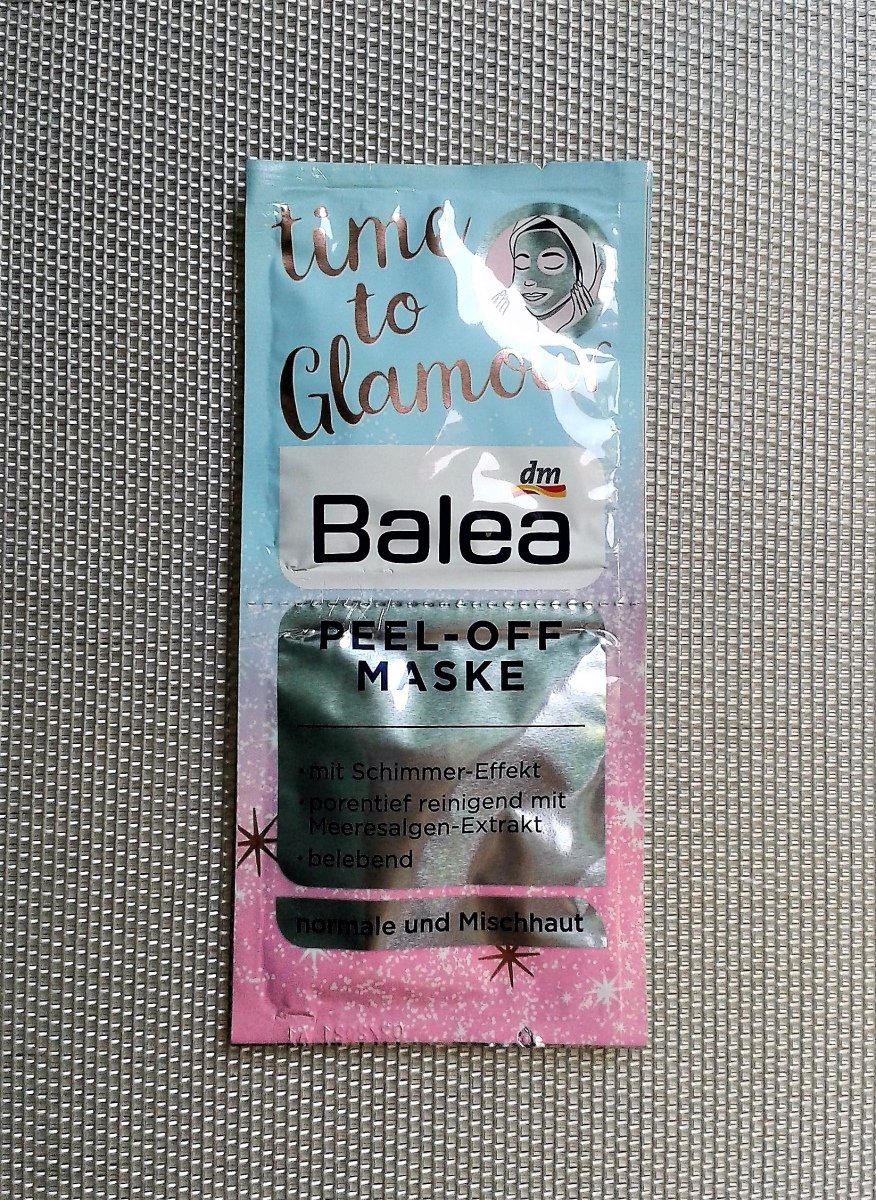 time
to
Glamour
dm
Balea
PEEL-OFF
MASKE
•mit Schimmer-Effekt
•porentief reinigend mit
Meeresalgen-Extrakt
•belebend
normale und Mischhaut